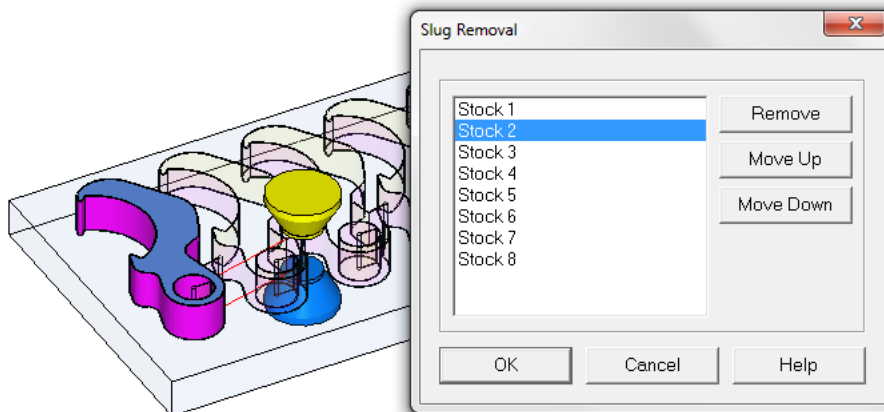 Slug Removal
Stock 1
Stock 2
Stock 3
Stock 4
Stock 5
Stock 6
Stock 7
Stock 8
Remove
Move Up
Move Down
OK
Cancel
Help